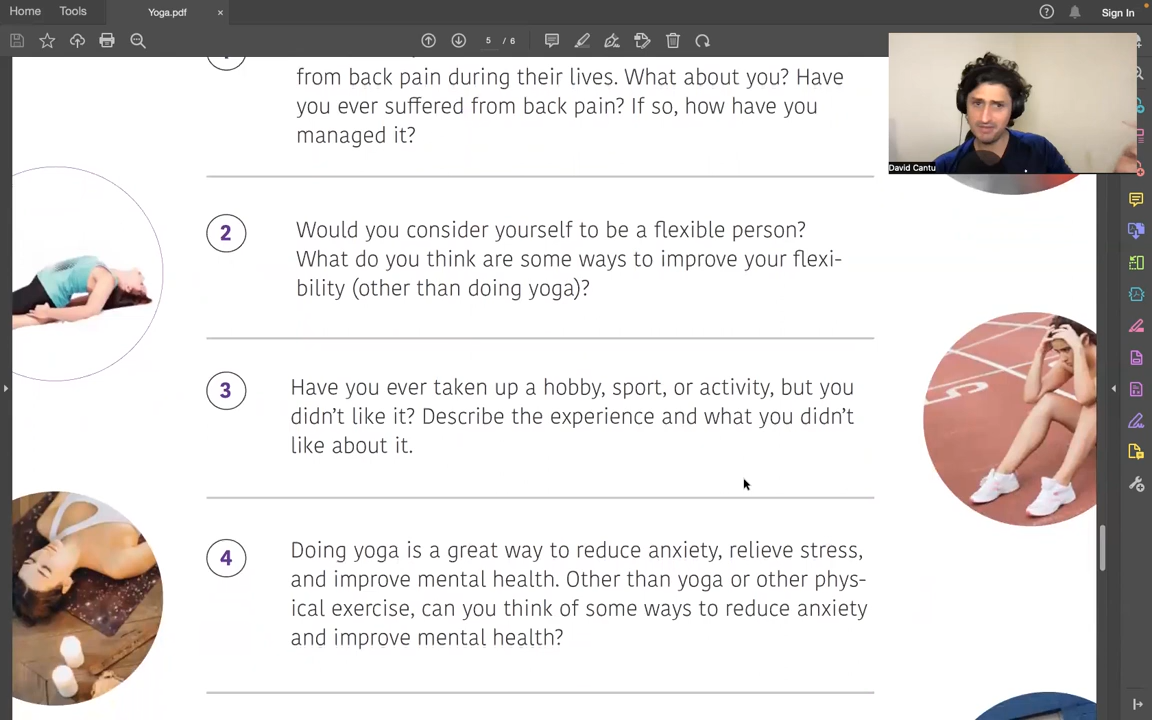 Home
Tools
Yoga.pdf
×
Sign In
5 / 6
David Cantu
from back pain during their lives. What about you? Have
you ever suffered from back pain? If so, how have you
managed it?
2
Would you consider yourself to be a flexible person?
What do you think are some ways to improve your flexi-
bility (other than doing yoga)?
3
Have you ever taken up a hobby, sport, or activity, but you
didn't like it? Describe the experience and what you didn't
like about it.
4
Doing yoga is a great way to reduce anxiety, relieve stress,
and improve mental health. Other than yoga or other phys-
ical exercise, can you think of some ways to reduce anxiety
and improve mental health?